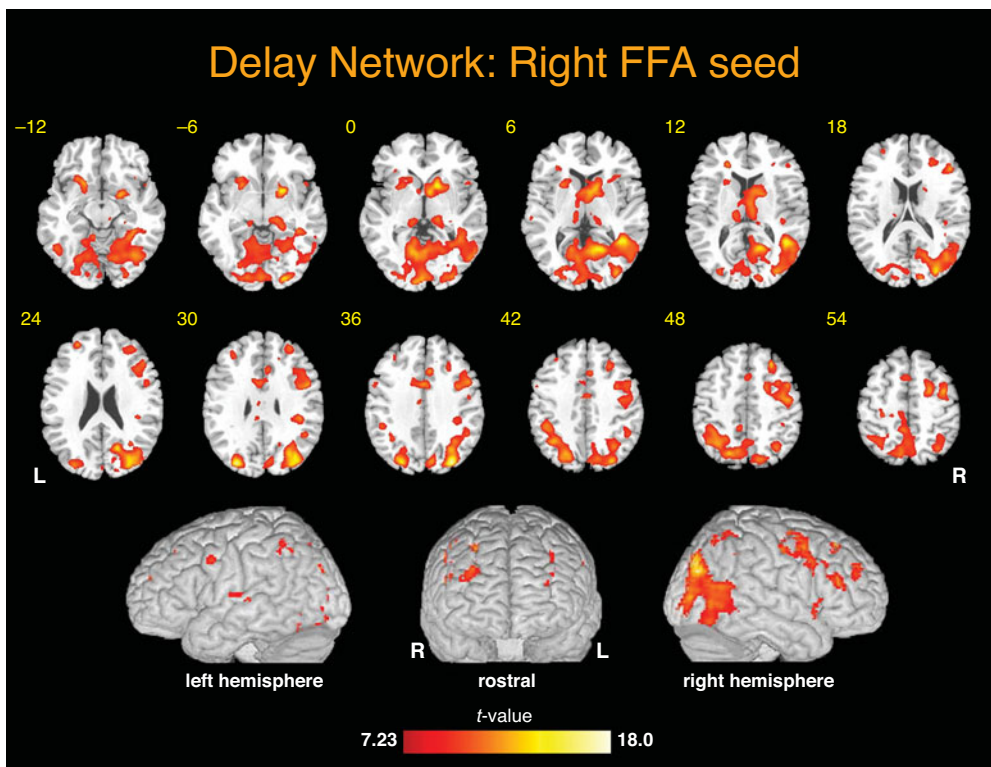 Delay Network: Right FFA seed
–12 –6 0 6 12 18
24 30 36 42 48 54
L R
R L
left hemisphere rostral right hemisphere
t-value
7.23 18.0